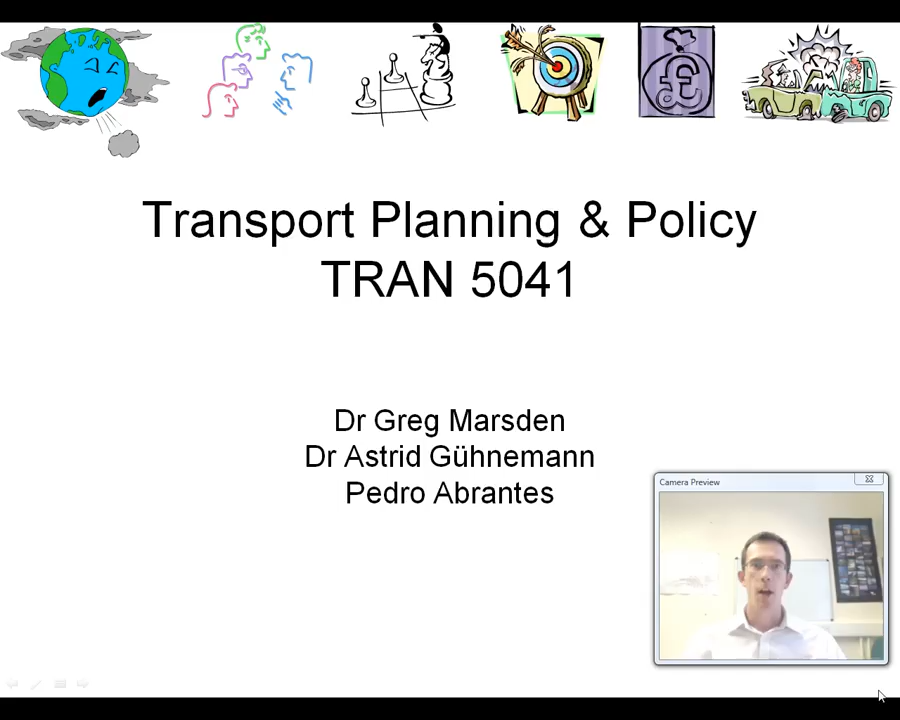 £
Transport Planning & Policy
TRAN 5041
Dr Greg Marsden
Dr Astrid Gühnemann
Pedro Abrantes
Camera Preview